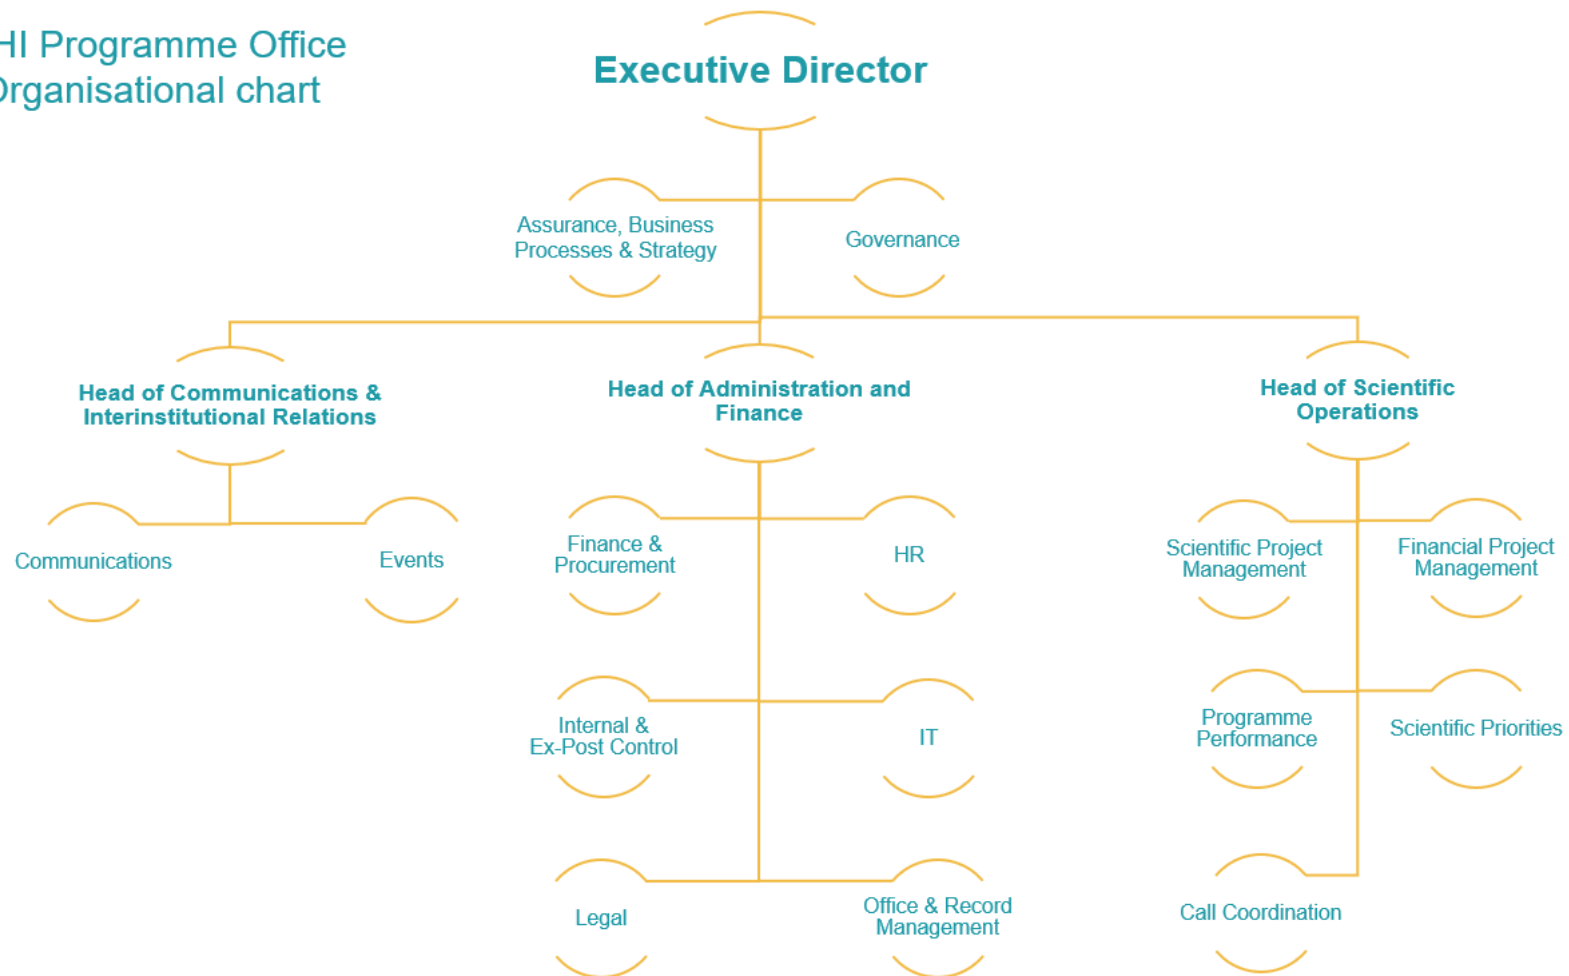 HI Programme Office
Organisational chart
Executive Director
Assurance, Business
Processes & Strategy
Governance
Head of Communications &
Interinstitutional Relations
Head of Administration and
Finance
Head of Scientific
Operations
Communications
Events
Finance &
Procurement
HR
Scientific Project
Management
Financial Project
Management
Internal &
Ex-Post Control
IT
Programme
Performance
Scientific Priorities
Legal
Office & Record
Management
Call Coordination